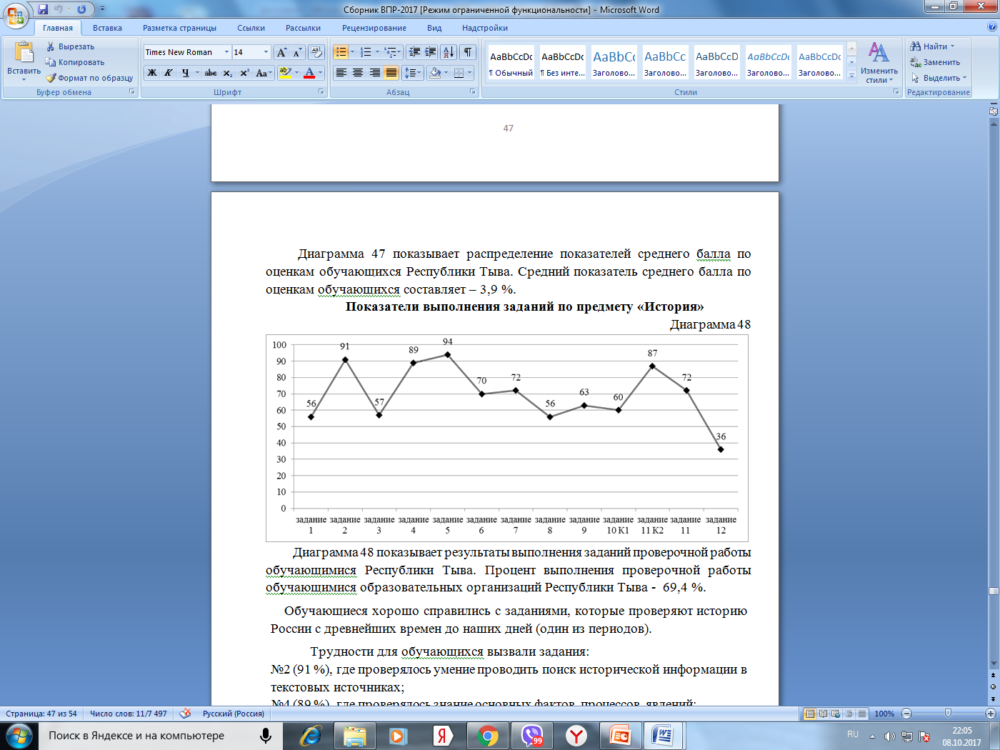 Сборник ВПР-2017 [Режим ограниченной функциональности] - Microsoft Word
Главная Вставка Разметка страницы Ссылки Рассылки Рецензирование Вид Надстройки
Вставить
Вырезать
Копировать
Формат по образцу
Буфер обмена
Times New Roman 14
Ж К Ч abc x₂ x² Aa
Шрифт
Абзац
AaBbCcDc AaBbCcDc AaBbCc AaBbCc AaBbCcD AaBbCcDc AaBbCcDc
¶ Обычный ¶ Без инте... Заголово... Заголово... Заголово... Заголово... Заголово...
Изменить
стили
Стили
Найти
Заменить
Выделить
Редактирование
47
Диаграмма 47 показывает распределение показателей среднего балла по
оценкам обучающихся Республики Тыва. Средний показатель среднего балла по
оценкам обучающихся составляет – 3,9 %.
Показатели выполнения заданий по предмету «История»
Диаграмма 48
100
90
80
70
60
50
40
30
20
10
0
56 91 57 89 94 70 72 56 63 60 87 72 36
задание задание задание задание задание задание задание задание задание задание задание задание задание
1 2 3 4 5 6 7 8 9 10 К1 11 К2 11 12
Диаграмма 48 показывает результаты выполнения заданий проверочной работы
обучающимися Республики Тыва. Процент выполнения проверочной работы
обучающимися образовательных организаций Республики Тыва - 69,4 %.
Обучающиеся хорошо справились с заданиями, которые проверяют историю
России с древнейших времен до наших дней (один из периодов).
Трудности для обучающихся вызвали задания:
№2 (91 %), где проверялось умение проводить поиск исторической информации в
текстовых источниках;
№4 (89 %), где проверялось знание основных фактов, процессов, явлений;
Страница: 47 из 54 Число слов: 11/7 497 Русский (Россия) 100%
Поиск в Яндексе и на компьютере
99
RU
22:05
08.10.2017